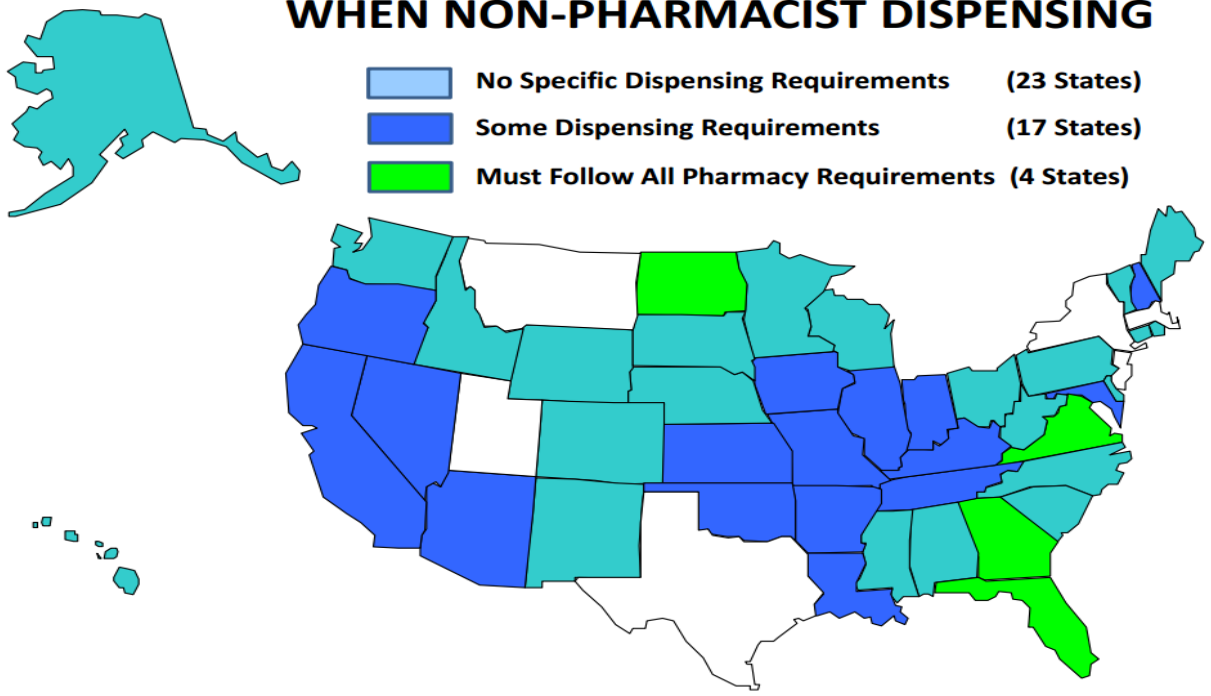 WHEN NON-PHARMACIST DISPENSING
No Specific Dispensing Requirements (23 States)
Some Dispensing Requirements (17 States)
Must Follow All Pharmacy Requirements (4 States)